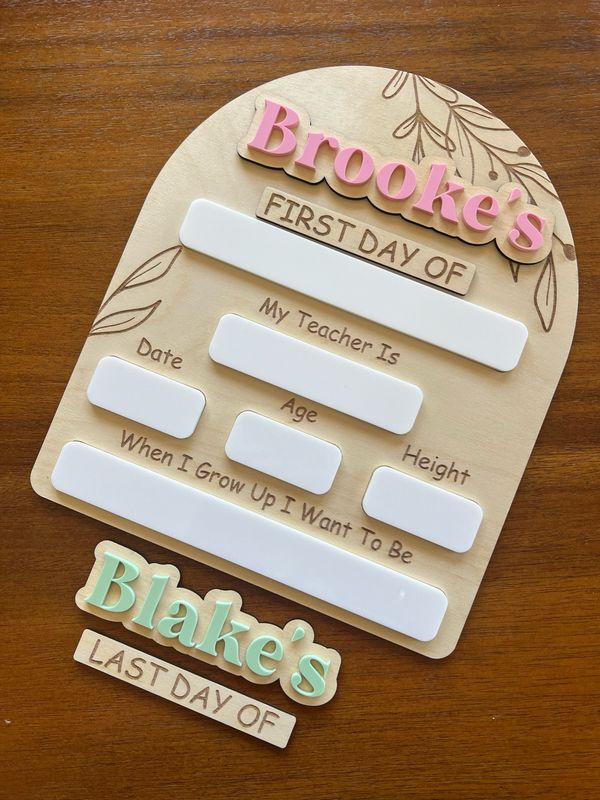 Brooke's
FIRST DAY OF
My Teacher Is
Date
Age
Height
When I Grow Up I Want To Be
Blake's
LAST DAY OF